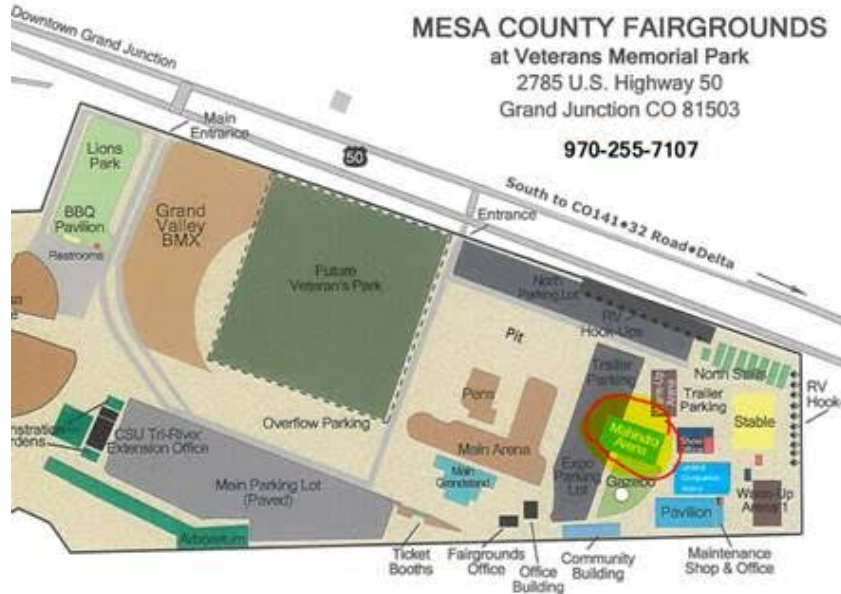 MESA COUNTY FAIRGROUNDS
at Veterans Memorial Park
2785 U.S. Highway 50
Grand Junction CO 81503
970-255-7107
Downtown Grand Junction
Main
Entrance
50
South to CO141•32 Road•Delta
Entrance
Lions
Park
BBQ
Pavilion
Restrooms
Grand
Valley
BMX
Future
Veteran's Park
North
Parking Lot
RV
Hook-Ups
Pit
Trailer
Parking
North Stalls
Trailer
Parking
RV
Hook
Stable
Pens
Mahindra
Arena
Show
Overflow Parking
Main Arena
CSU Tri-River
Extension Office
Main
Grandstand
Expo
Parking
Lot
Gazebo
Main Parking Lot
(Paved)
Pavilion
Warm-Up
Arena 1
Arboretum
Ticket
Booths
Fairgrounds
Office
Office
Building
Community
Building
Maintenance
Shop & Office